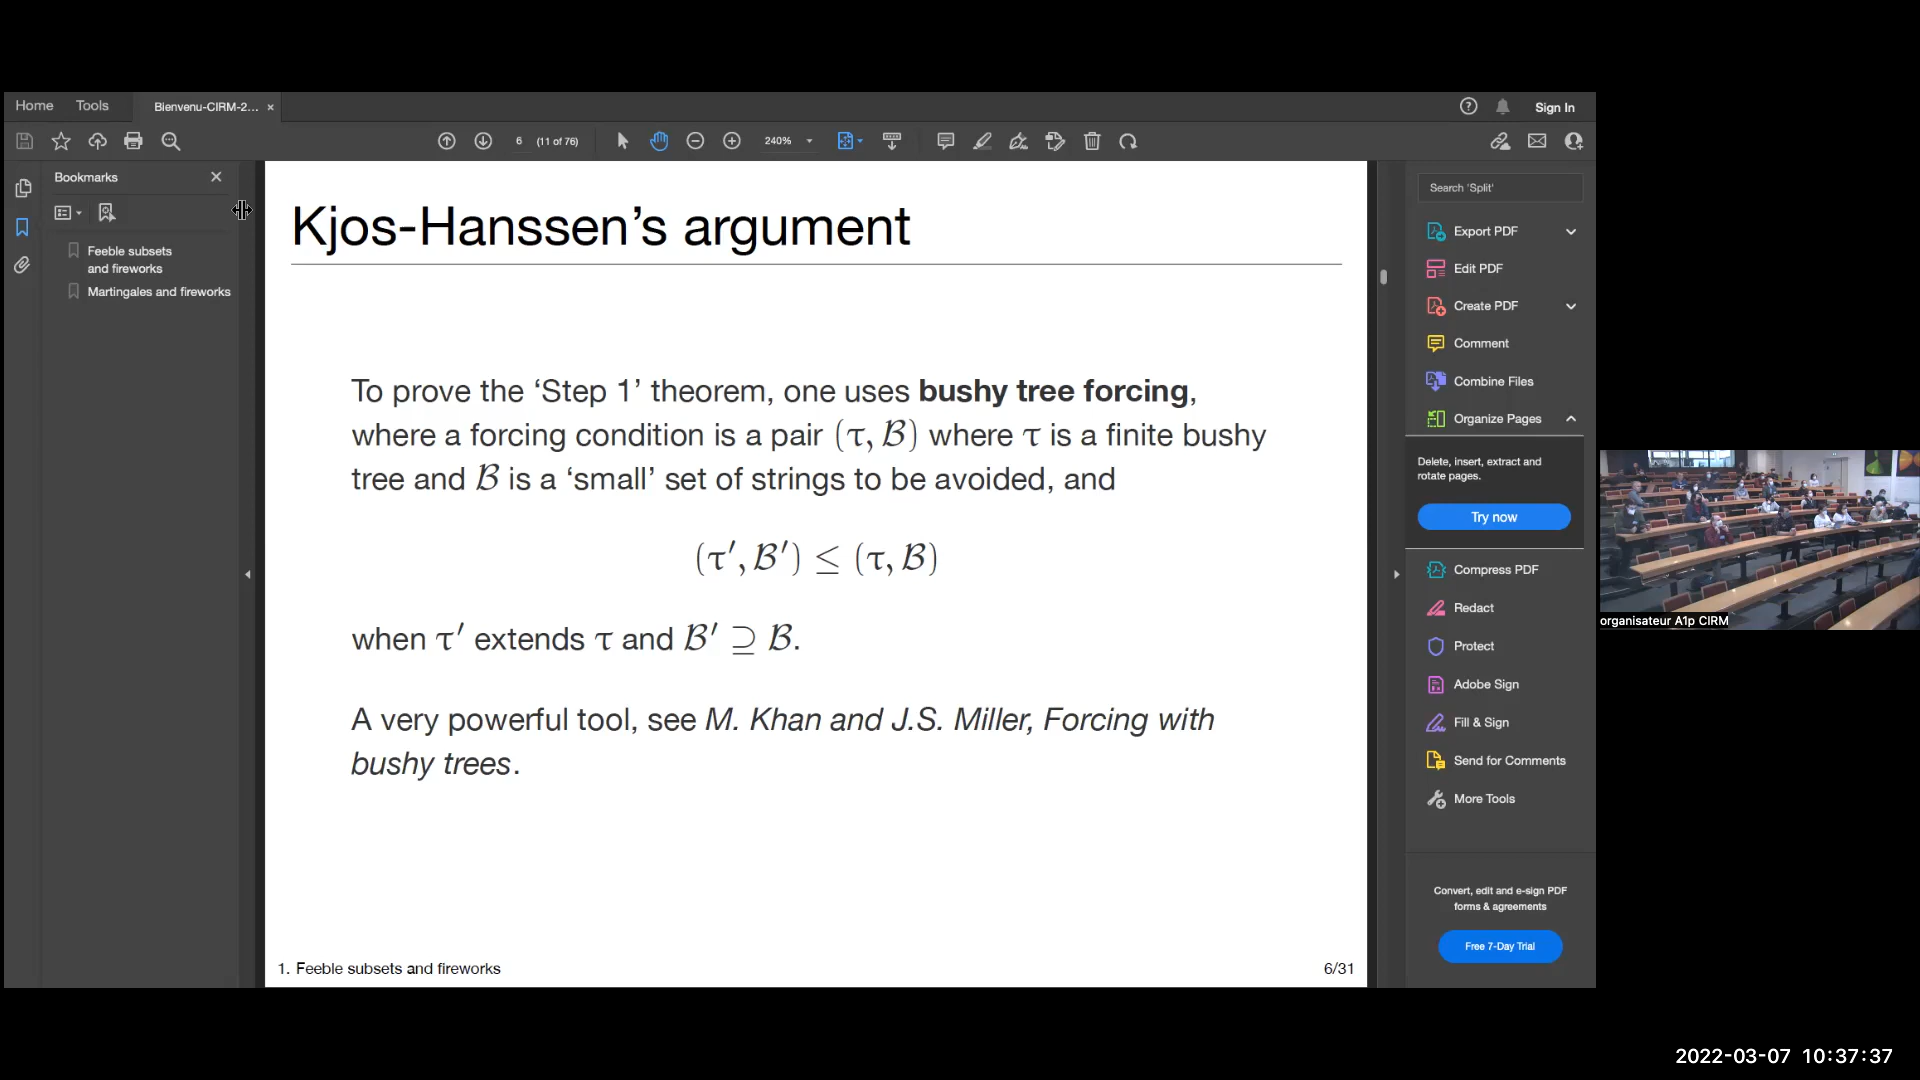 Home Tools Bienvenu-CIRM-2... × Sign In
6 (11 of 76) 240%
Bookmarks
Feeble subsets
and fireworks
Martingales and fireworks
Kjos-Hanssen’s argument
To prove the ‘Step 1’ theorem, one uses bushy tree forcing,
where a forcing condition is a pair (τ, ℬ) where τ is a finite bushy
tree and ℬ is a ‘small’ set of strings to be avoided, and
(τ′, ℬ′) ≤ (τ, ℬ)
when τ′ extends τ and ℬ′ ⊇ ℬ.
A very powerful tool, see M. Khan and J.S. Miller, Forcing with
bushy trees.
1. Feeble subsets and fireworks 6/31
Search 'Split'
Export PDF
Edit PDF
Create PDF
Comment
Combine Files
Organize Pages
Delete, insert, extract and
rotate pages.
Try now
Compress PDF
Redact
Protect
Adobe Sign
Fill & Sign
Send for Comments
More Tools
Convert, edit and e-sign PDF
forms & agreements
Free 7-Day Trial
organisateur A1p CIRM
2022-03-07 10:37:37